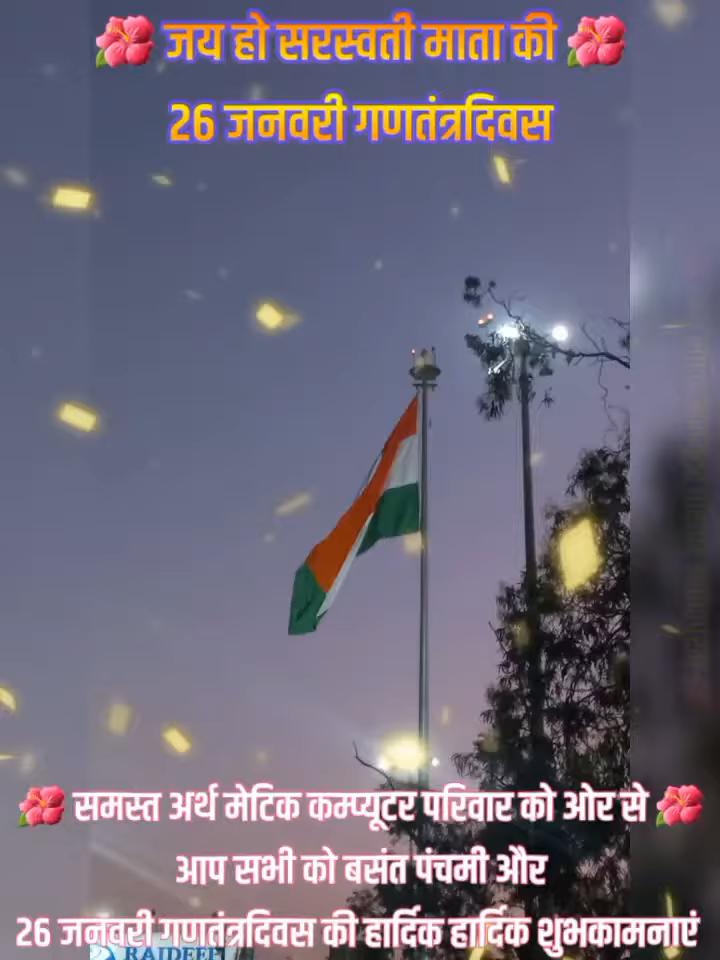 🌺 जय हो सरस्वती माता की 🌺
26 जनवरी गणतंत्रदिवस
🌺 समस्त अर्थ मेटिक कम्प्यूटर परिवार को ओर से 🌺
आप सभी को बसंत पंचमी और
26 जनवरी गणतंत्रदिवस की हार्दिक हार्दिक शुभकामनाएं
RAJDEEP